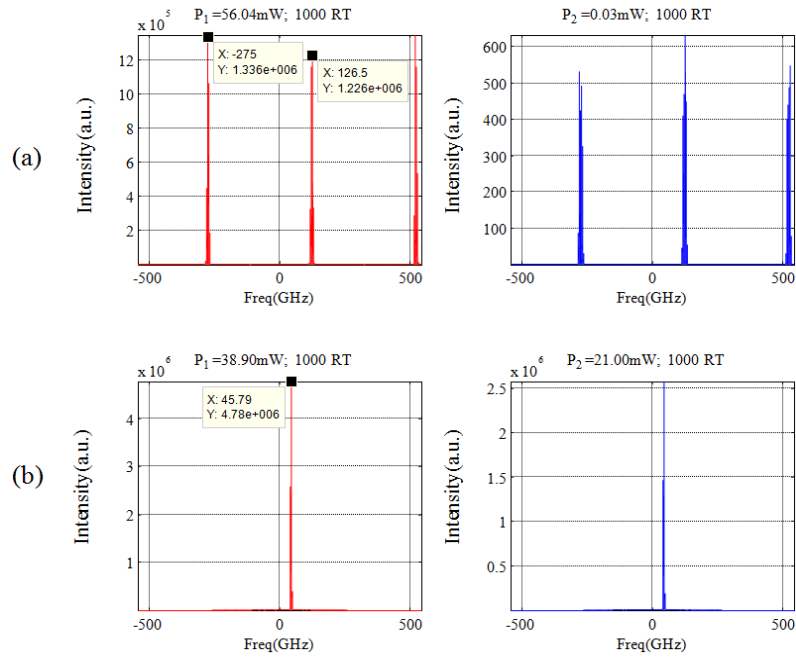 P1=56.04mW; 1000 RT
x 10^5
X: -275
Y: 1.336e+006
X: 126.5
Y: 1.226e+006
12
10
8
6
4
2
Intensity (a.u.)
-500
0
500
Freq(GHz)
(a)
P2=0.03mW; 1000 RT
600
500
400
300
200
100
Intensity (a.u.)
-500
0
500
Freq(GHz)
P1=38.90mW; 1000 RT
x 10^6
X: 45.79
Y: 4.78e+006
4
3
2
1
Intensity (a.u.)
-500
0
500
Freq(GHz)
(b)
P2=21.00mW; 1000 RT
x 10^6
2.5
2
1.5
1
0.5
Intensity (a.u.)
-500
0
500
Freq(GHz)